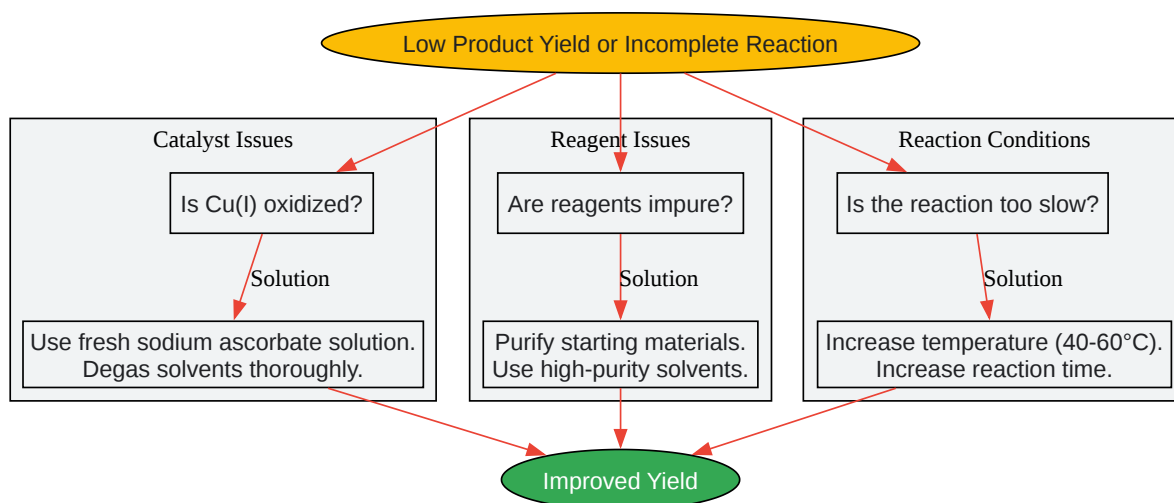 Low Product Yield or Incomplete Reaction
Catalyst Issues
Is Cu(I) oxidized?
Solution
Use fresh sodium ascorbate solution.
Degas solvents thoroughly.
Reagent Issues
Are reagents impure?
Solution
Purify starting materials.
Use high-purity solvents.
Reaction Conditions
Is the reaction too slow?
Solution
Increase temperature (40-60°C).
Increase reaction time.
Improved Yield